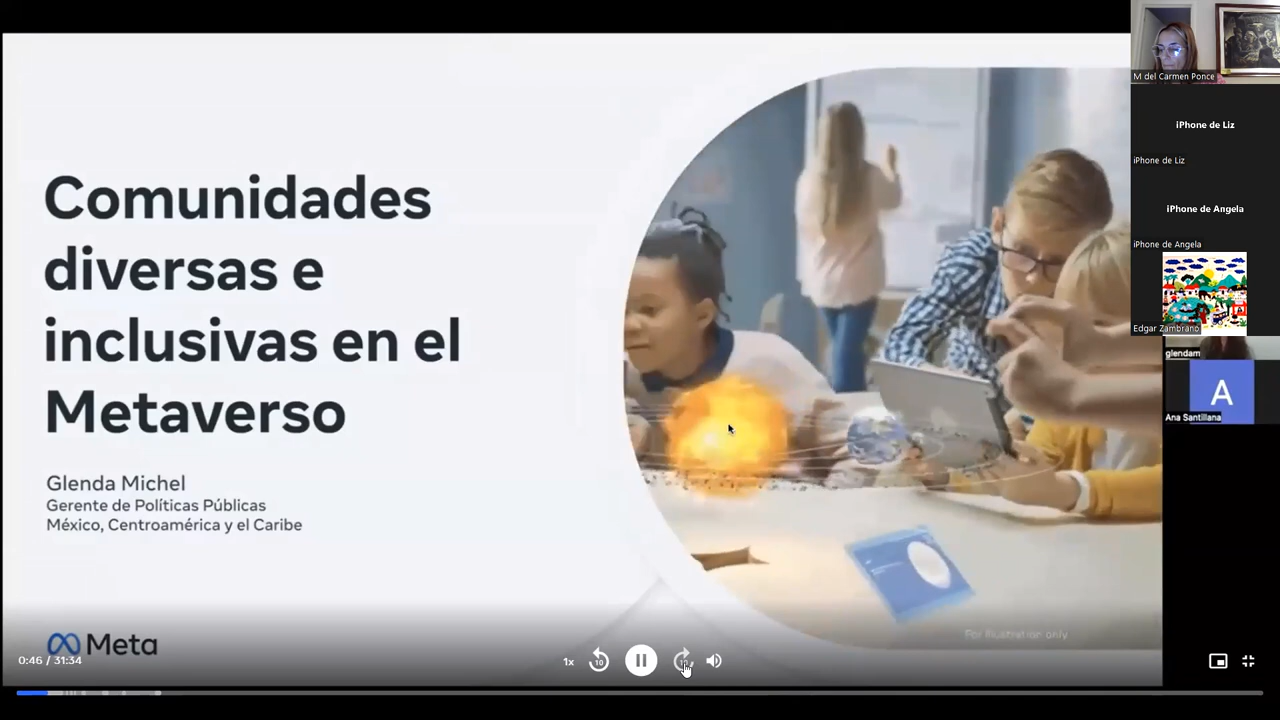 Comunidades
diversas e
inclusivas en el
Metaverso
Glenda Michel
Gerente de Políticas Públicas
México, Centroamérica y el Caribe
Meta
For illustration only
0:46 / 31:34
1x
10
10
M del Carmen Ponce
iPhone de Liz
iPhone de Liz
iPhone de Angela
iPhone de Angela
Edgar Zambrano
glendam
A
Ana Santillana